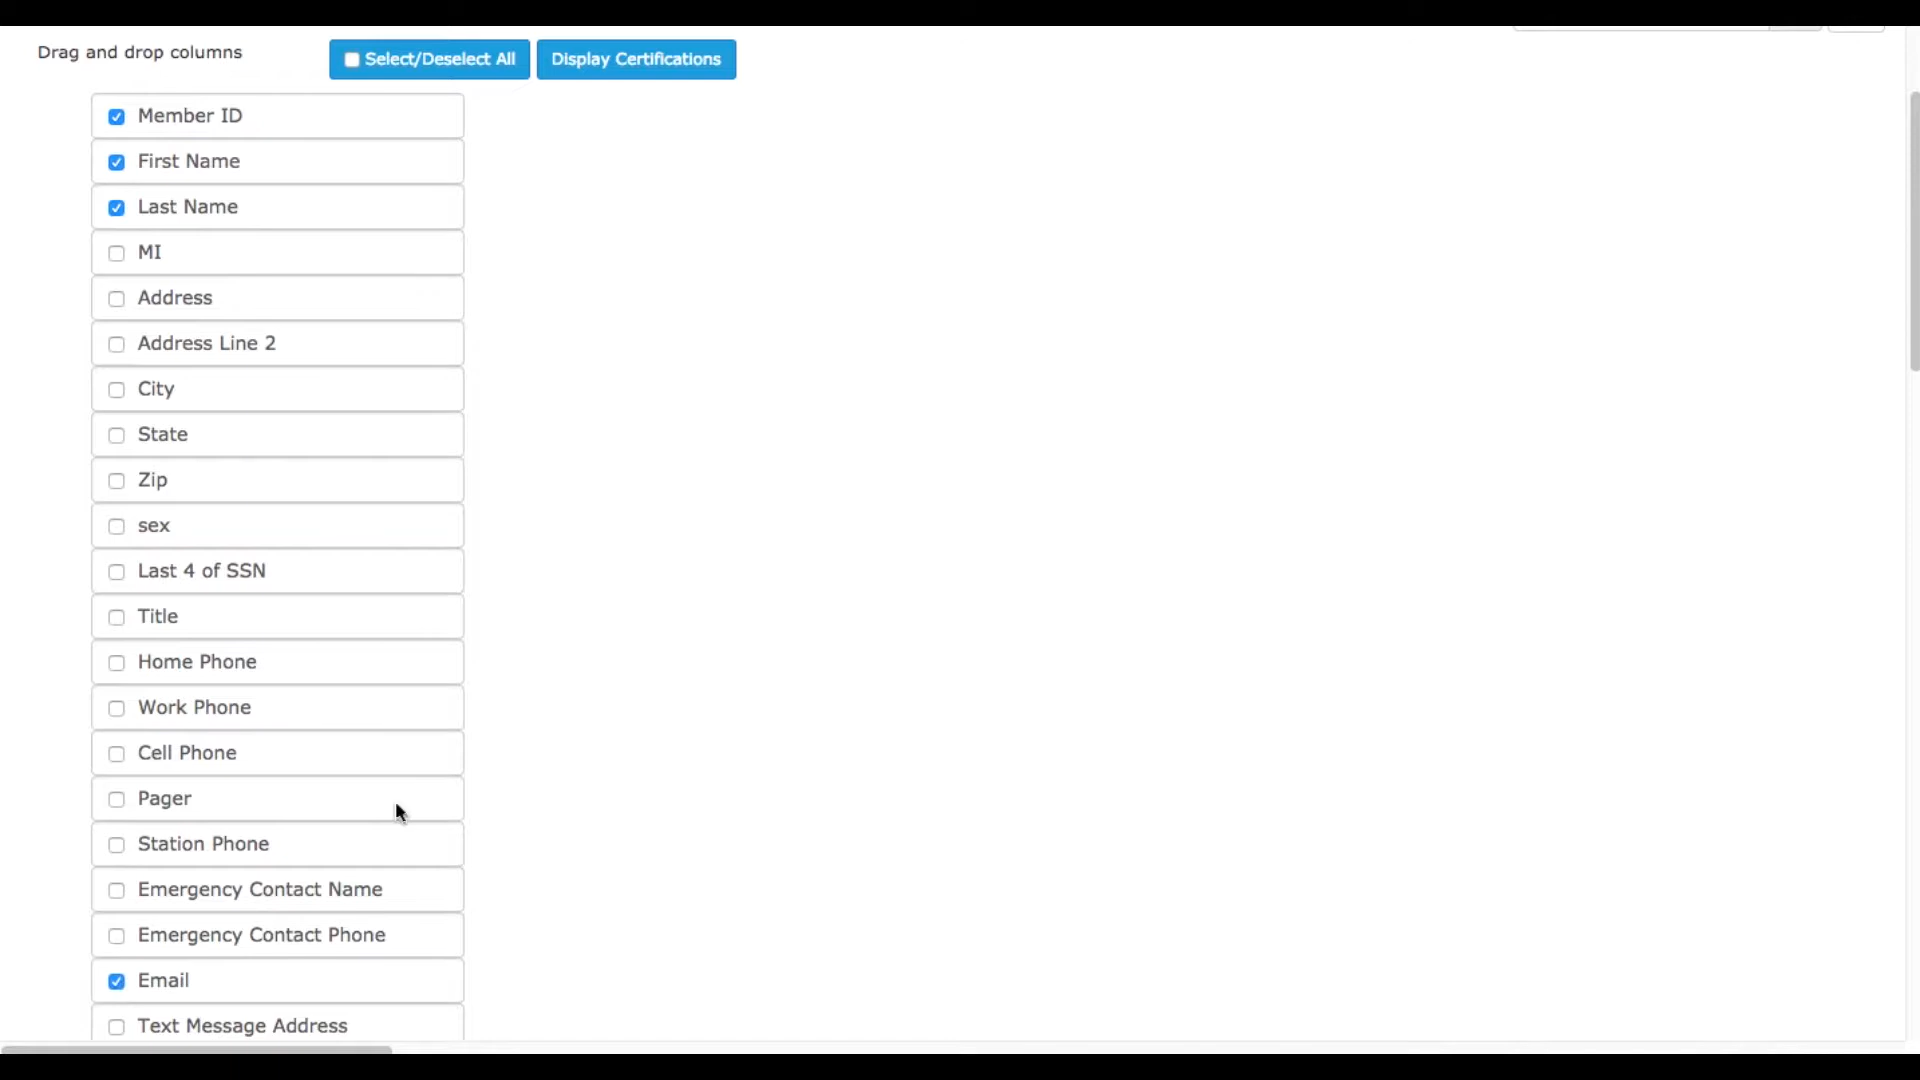 Drag and drop columns
Select/Deselect All
Display Certifications
Member ID
First Name
Last Name
MI
Address
Address Line 2
City
State
Zip
sex
Last 4 of SSN
Title
Home Phone
Work Phone
Cell Phone
Pager
Station Phone
Emergency Contact Name
Emergency Contact Phone
Email
Text Message Address